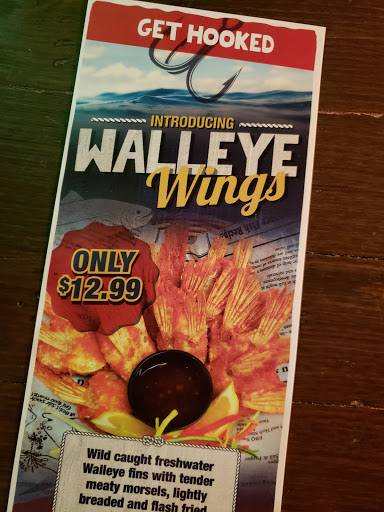 GET HOOKED
INTRODUCING
WALLEYE
Wings
ONLY
$12.99
Wild caught freshwater
Walleye fins with tender
meaty morsels, lightly
breaded and flash fried